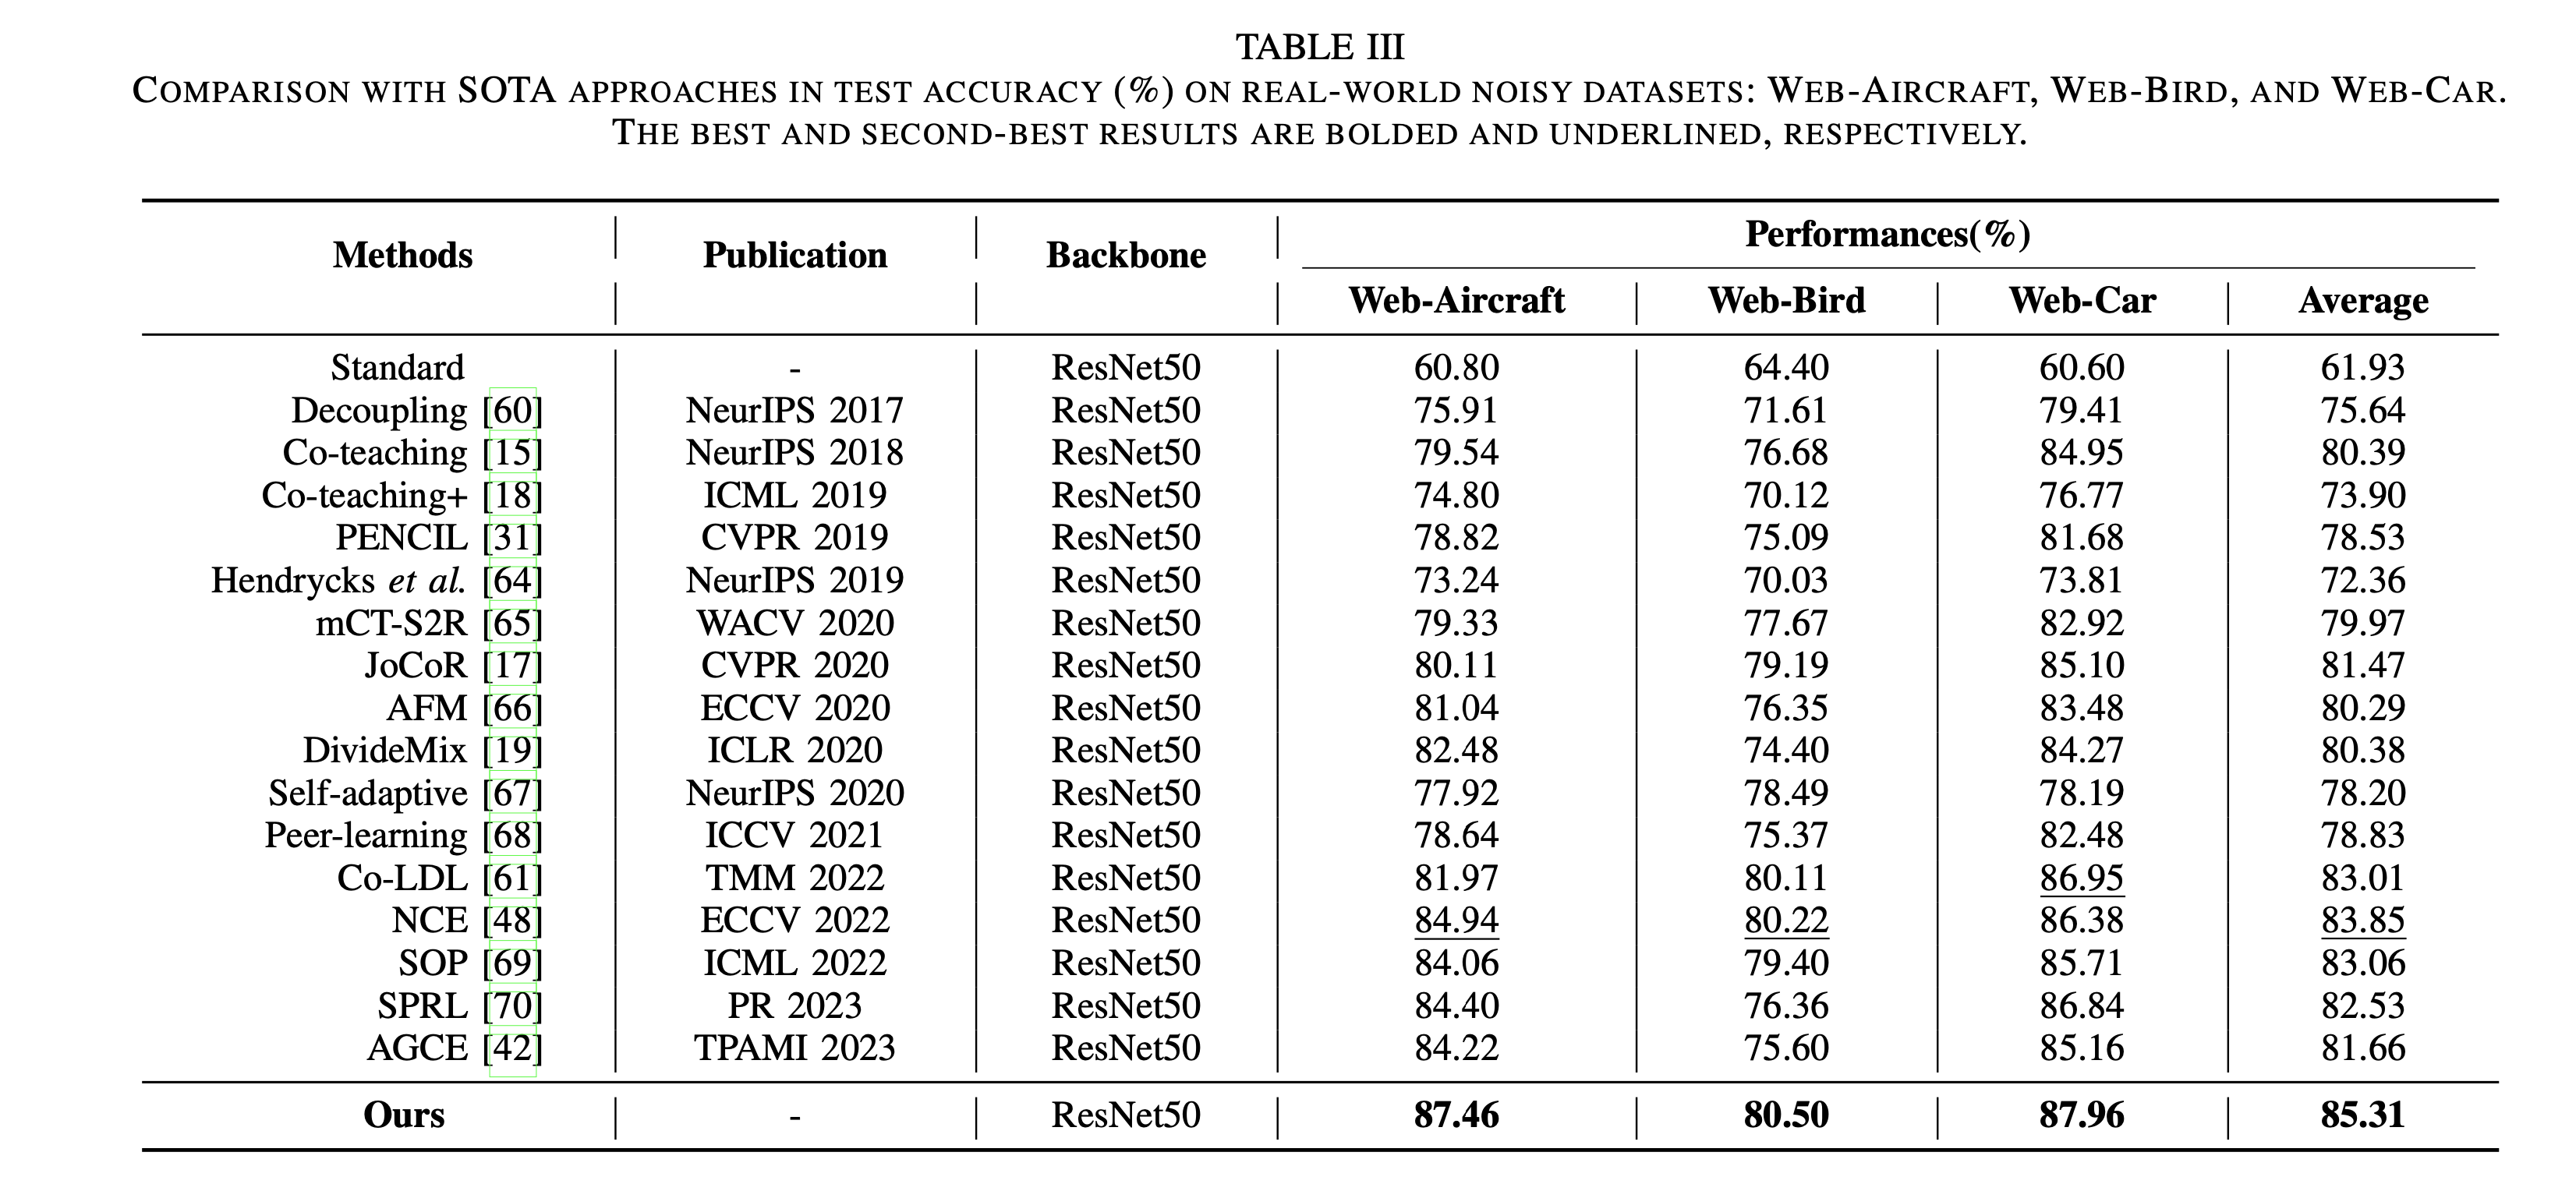 TABLE III
COMPARISON WITH SOTA APPROACHES IN TEST ACCURACY (%) ON REAL-WORLD NOISY DATASETS: WEB-AIRCRAFT, WEB-BIRD, AND WEB-CAR.
THE BEST AND SECOND-BEST RESULTS ARE BOLDED AND UNDERLINED, RESPECTIVELY.
Methods Publication Backbone Performances(%)
Web-Aircraft Web-Bird Web-Car Average
Standard - ResNet50 60.80 64.40 60.60 61.93
Decoupling [60] NeurIPS 2017 ResNet50 75.91 71.61 79.41 75.64
Co-teaching [15] NeurIPS 2018 ResNet50 79.54 76.68 84.95 80.39
Co-teaching+ [18] ICML 2019 ResNet50 74.80 70.12 76.77 73.90
PENCIL [31] CVPR 2019 ResNet50 78.82 75.09 81.68 78.53
Hendrycks et al. [64] NeurIPS 2019 ResNet50 73.24 70.03 73.81 72.36
mCT-S2R [65] WACV 2020 ResNet50 79.33 77.67 82.92 79.97
JoCoR [17] CVPR 2020 ResNet50 80.11 79.19 85.10 81.47
AFM [66] ECCV 2020 ResNet50 81.04 76.35 83.48 80.29
DivideMix [19] ICLR 2020 ResNet50 82.48 74.40 84.27 80.38
Self-adaptive [67] NeurIPS 2020 ResNet50 77.92 78.49 78.19 78.20
Peer-learning [68] ICCV 2021 ResNet50 78.64 75.37 82.48 78.83
Co-LDL [61] TMM 2022 ResNet50 81.97 80.11 86.95 83.01
NCE [48] ECCV 2022 ResNet50 84.94 80.22 86.38 83.85
SOP [69] ICML 2022 ResNet50 84.06 79.40 85.71 83.06
SPRL [70] PR 2023 ResNet50 84.40 76.36 86.84 82.53
AGCE [42] TPAMI 2023 ResNet50 84.22 75.60 85.16 81.66
Ours - ResNet50 87.46 80.50 87.96 85.31